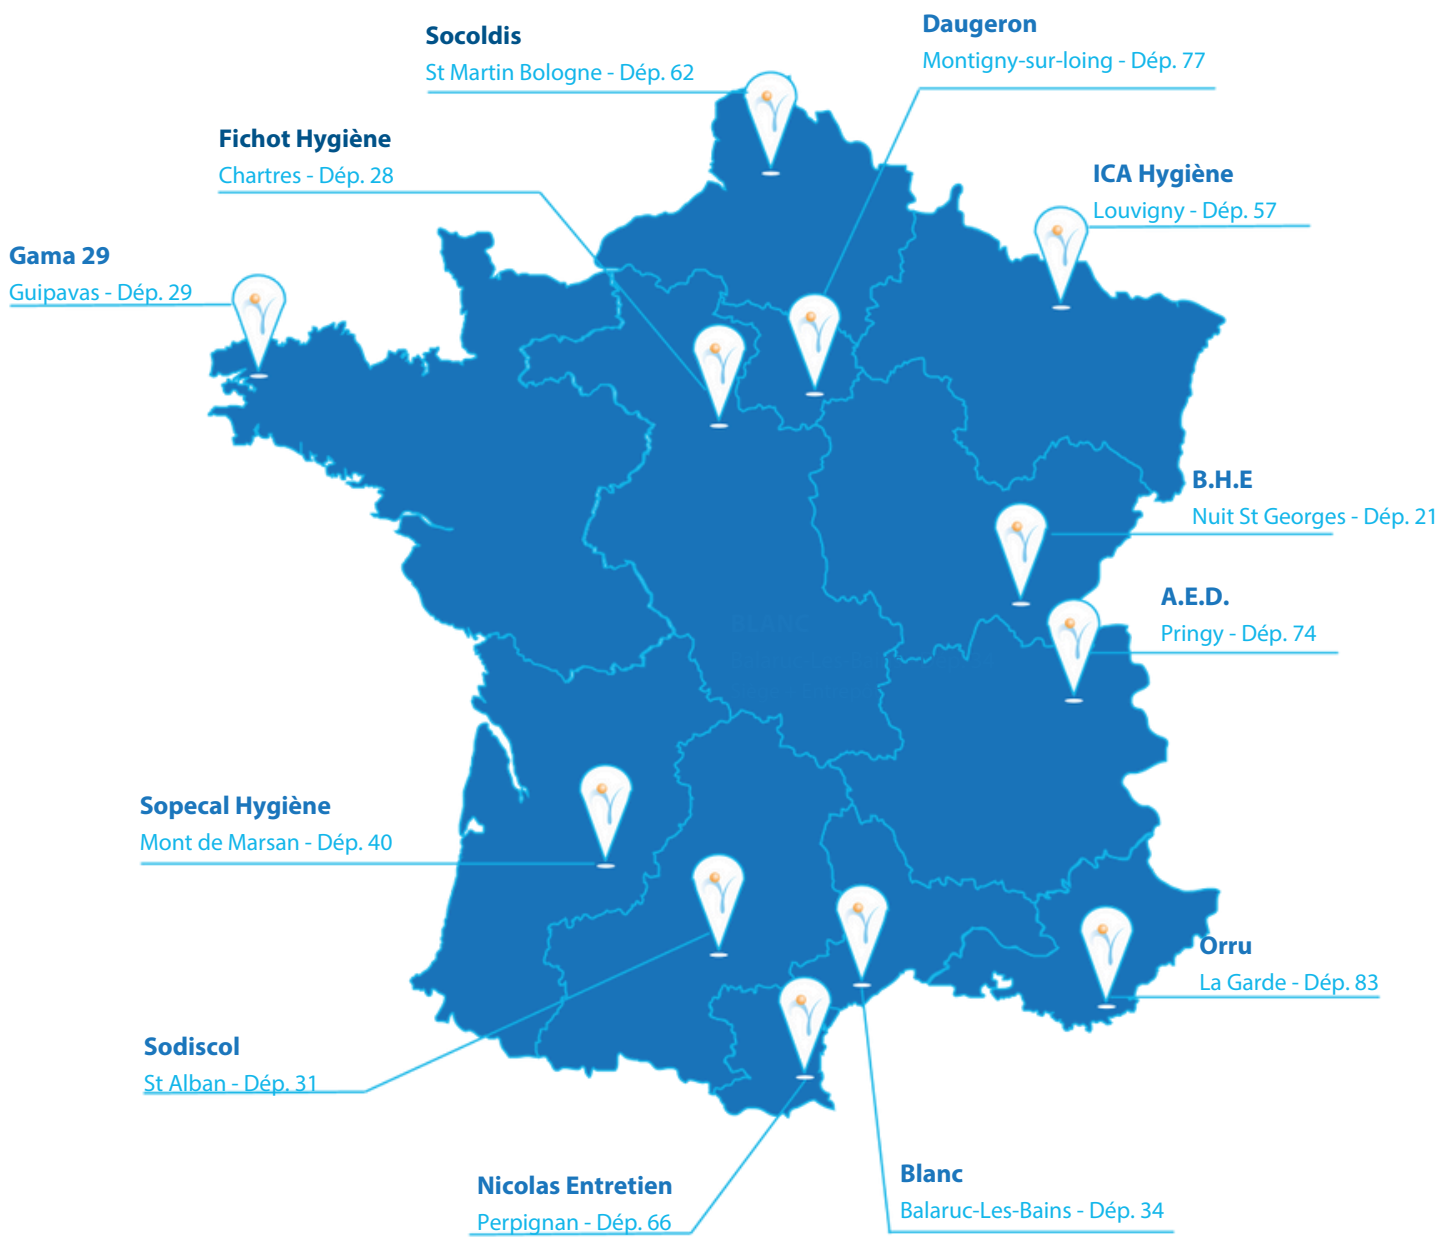 Socoldis
St Martin Bologne - Dép. 62
Daugeron
Montigny-sur-loing - Dép. 77
Fichot Hygiène
Chartres - Dép. 28
ICA Hygiène
Louvigny - Dép. 57
Gama 29
Guipavas - Dép. 29
B.H.E
Nuit St Georges - Dép. 21
A.E.D.
Pringy - Dép. 74
BLANC
Sopecal Hygiène
Mont de Marsan - Dép. 40
Orru
La Garde - Dép. 83
Sodiscol
St Alban - Dép. 31
Nicolas Entretien
Perpignan - Dép. 66
Blanc
Balaruc-Les-Bains - Dép. 34